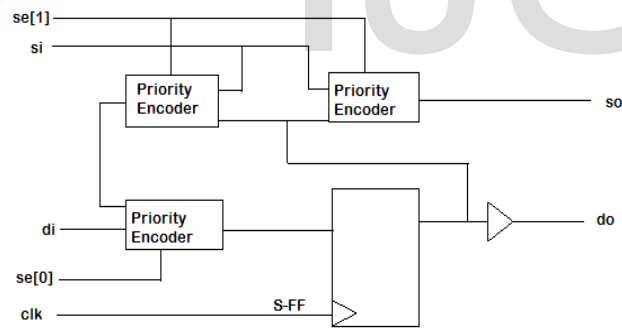 se[1]
si
Priority
Encoder
Priority
Encoder
so
Priority
Encoder
di
do
se[0]
S-FF
clk